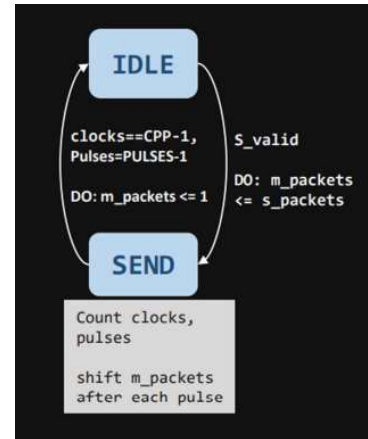 IDLE
clocks==CPP-1,
Pulses=PULSES-1
DO: m_packets <= 1
S_valid
DO: m_packets
<= s_packets
SEND
Count clocks,
pulses
shift m_packets
after each pulse